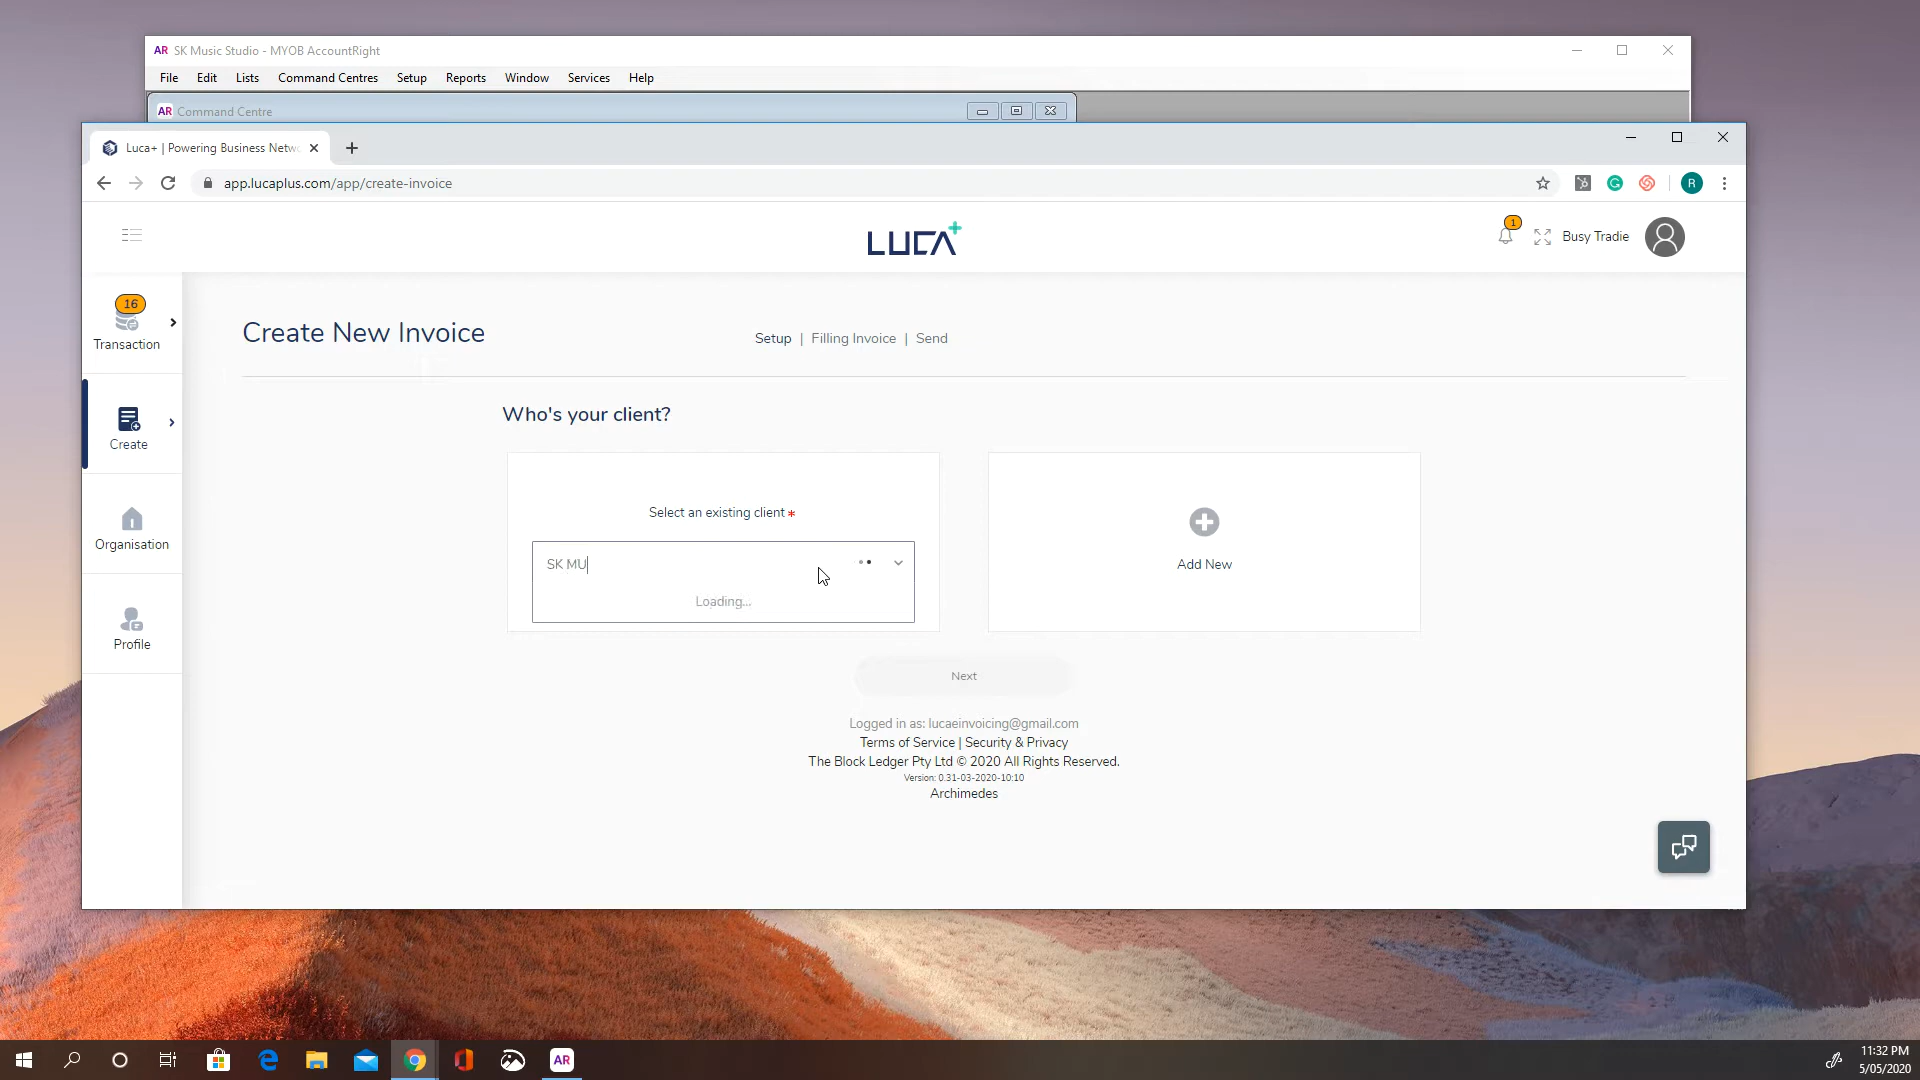 AR SK Music Studio - MYOB AccountRight
File Edit Lists Command Centres Setup Reports Window Services Help
AR Command Centre
Luca+ | Powering Business Netw
app.lucaplus.com/app/create-invoice
R
LUCA+
1
Busy Tradie
16
Transaction
Create
Organisation
Profile
Create New Invoice
Setup | Filling Invoice | Send
Who's your client?
Select an existing client *
SK MU
Loading...
Add New
Next
Logged in as: lucaeinvoicing@gmail.com
Terms of Service | Security & Privacy
The Block Ledger Pty Ltd © 2020 All Rights Reserved.
Version: 0.31-03-2020-10:10
Archimedes
AR
11:32 PM
5/05/2020